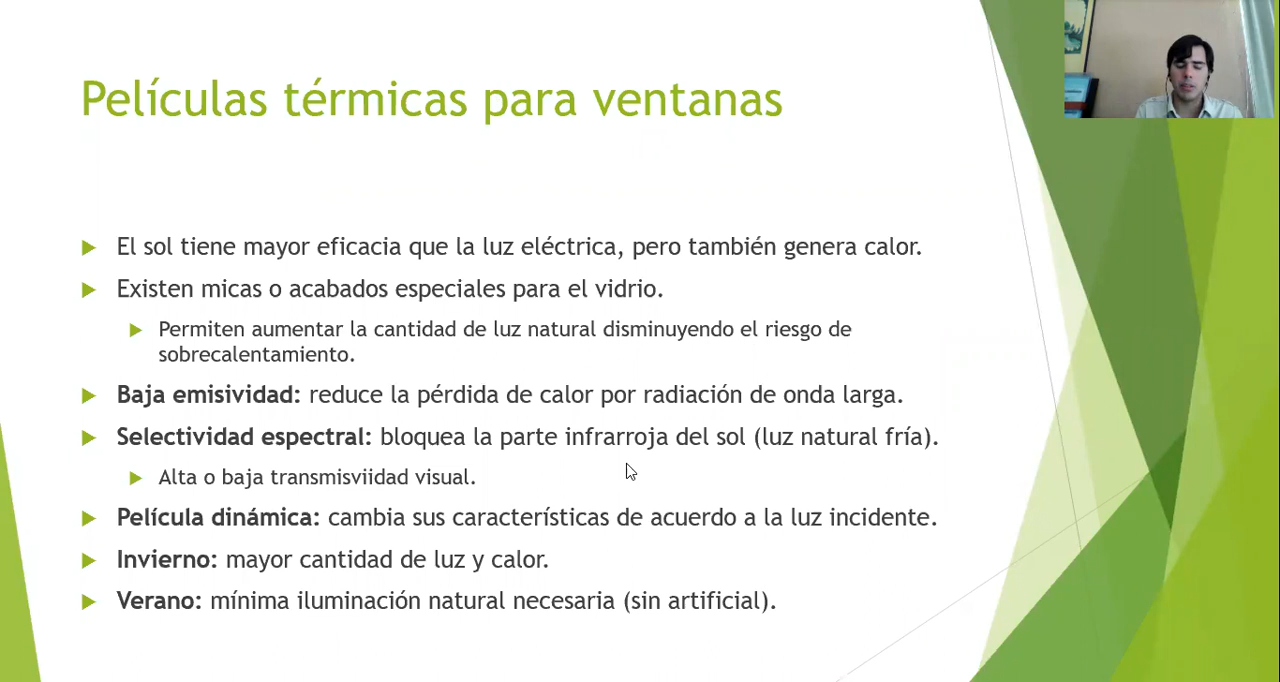 Películas térmicas para ventanas
El sol tiene mayor eficacia que la luz eléctrica, pero también genera calor.
Existen micas o acabados especiales para el vidrio.
Permiten aumentar la cantidad de luz natural disminuyendo el riesgo de
sobrecalentamiento.
Baja emisividad: reduce la pérdida de calor por radiación de onda larga.
Selectividad espectral: bloquea la parte infrarroja del sol (luz natural fría).
Alta o baja transmisviidad visual.
Película dinámica: cambia sus características de acuerdo a la luz incidente.
Invierno: mayor cantidad de luz y calor.
Verano: mínima iluminación natural necesaria (sin artificial).